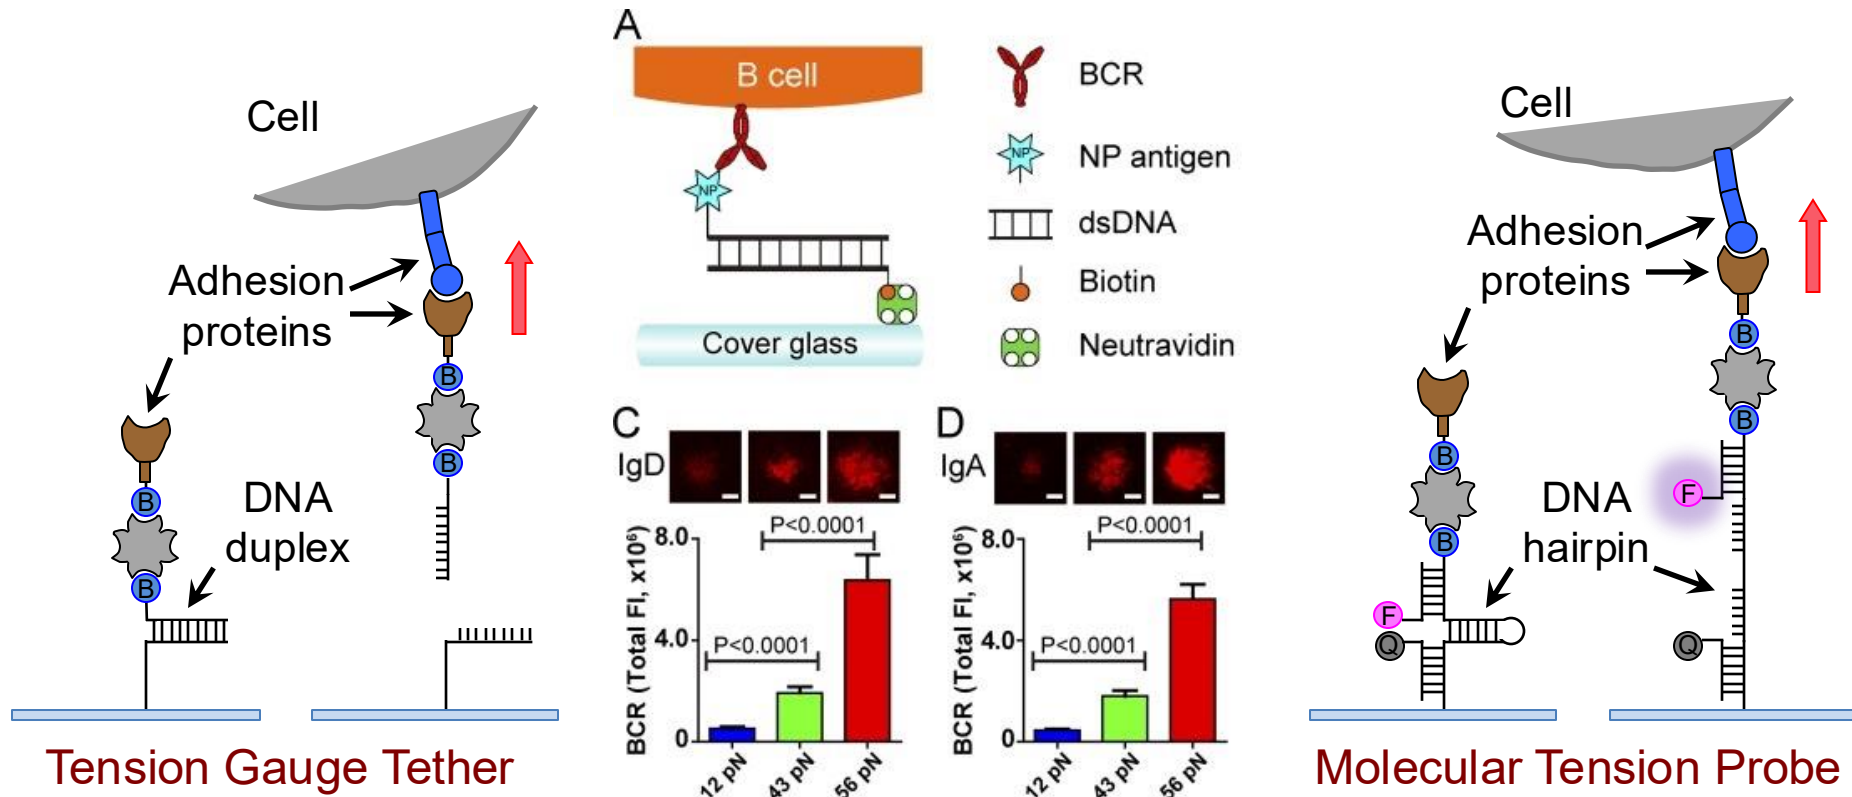 Cell
Adhesion
proteins
B
B
B
B
DNA
duplex
Tension Gauge Tether
A
B cell
NP
Cover glass
BCR
NP
NP antigen
dsDNA
Biotin
Neutravidin
C
IgD
P<0.0001
P<0.0001
BCR (Total FI, x10⁶)
8.0
4.0
0
12 pN
43 pN
56 pN
D
IgA
P<0.0001
P<0.0001
BCR (Total FI, x10⁶)
8.0
4.0
0
12 pN
43 pN
56 pN
Cell
Adhesion
proteins
B
B
B
B
F
Q
F
Q
DNA
hairpin
Molecular Tension Probe